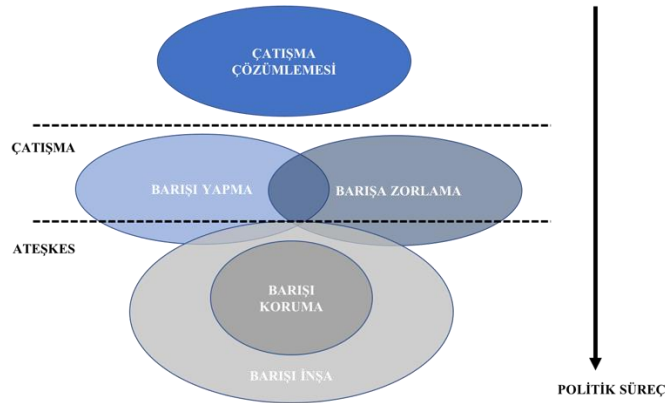 ÇATIŞMA
ÇÖZÜMLEMESİ
ÇATIŞMA
BARIŞI YAPMA
BARIŞA ZORLAMA
ATEŞKES
BARIŞI
KORUMA
BARIŞI İNŞA
POLİTİK SÜREÇ